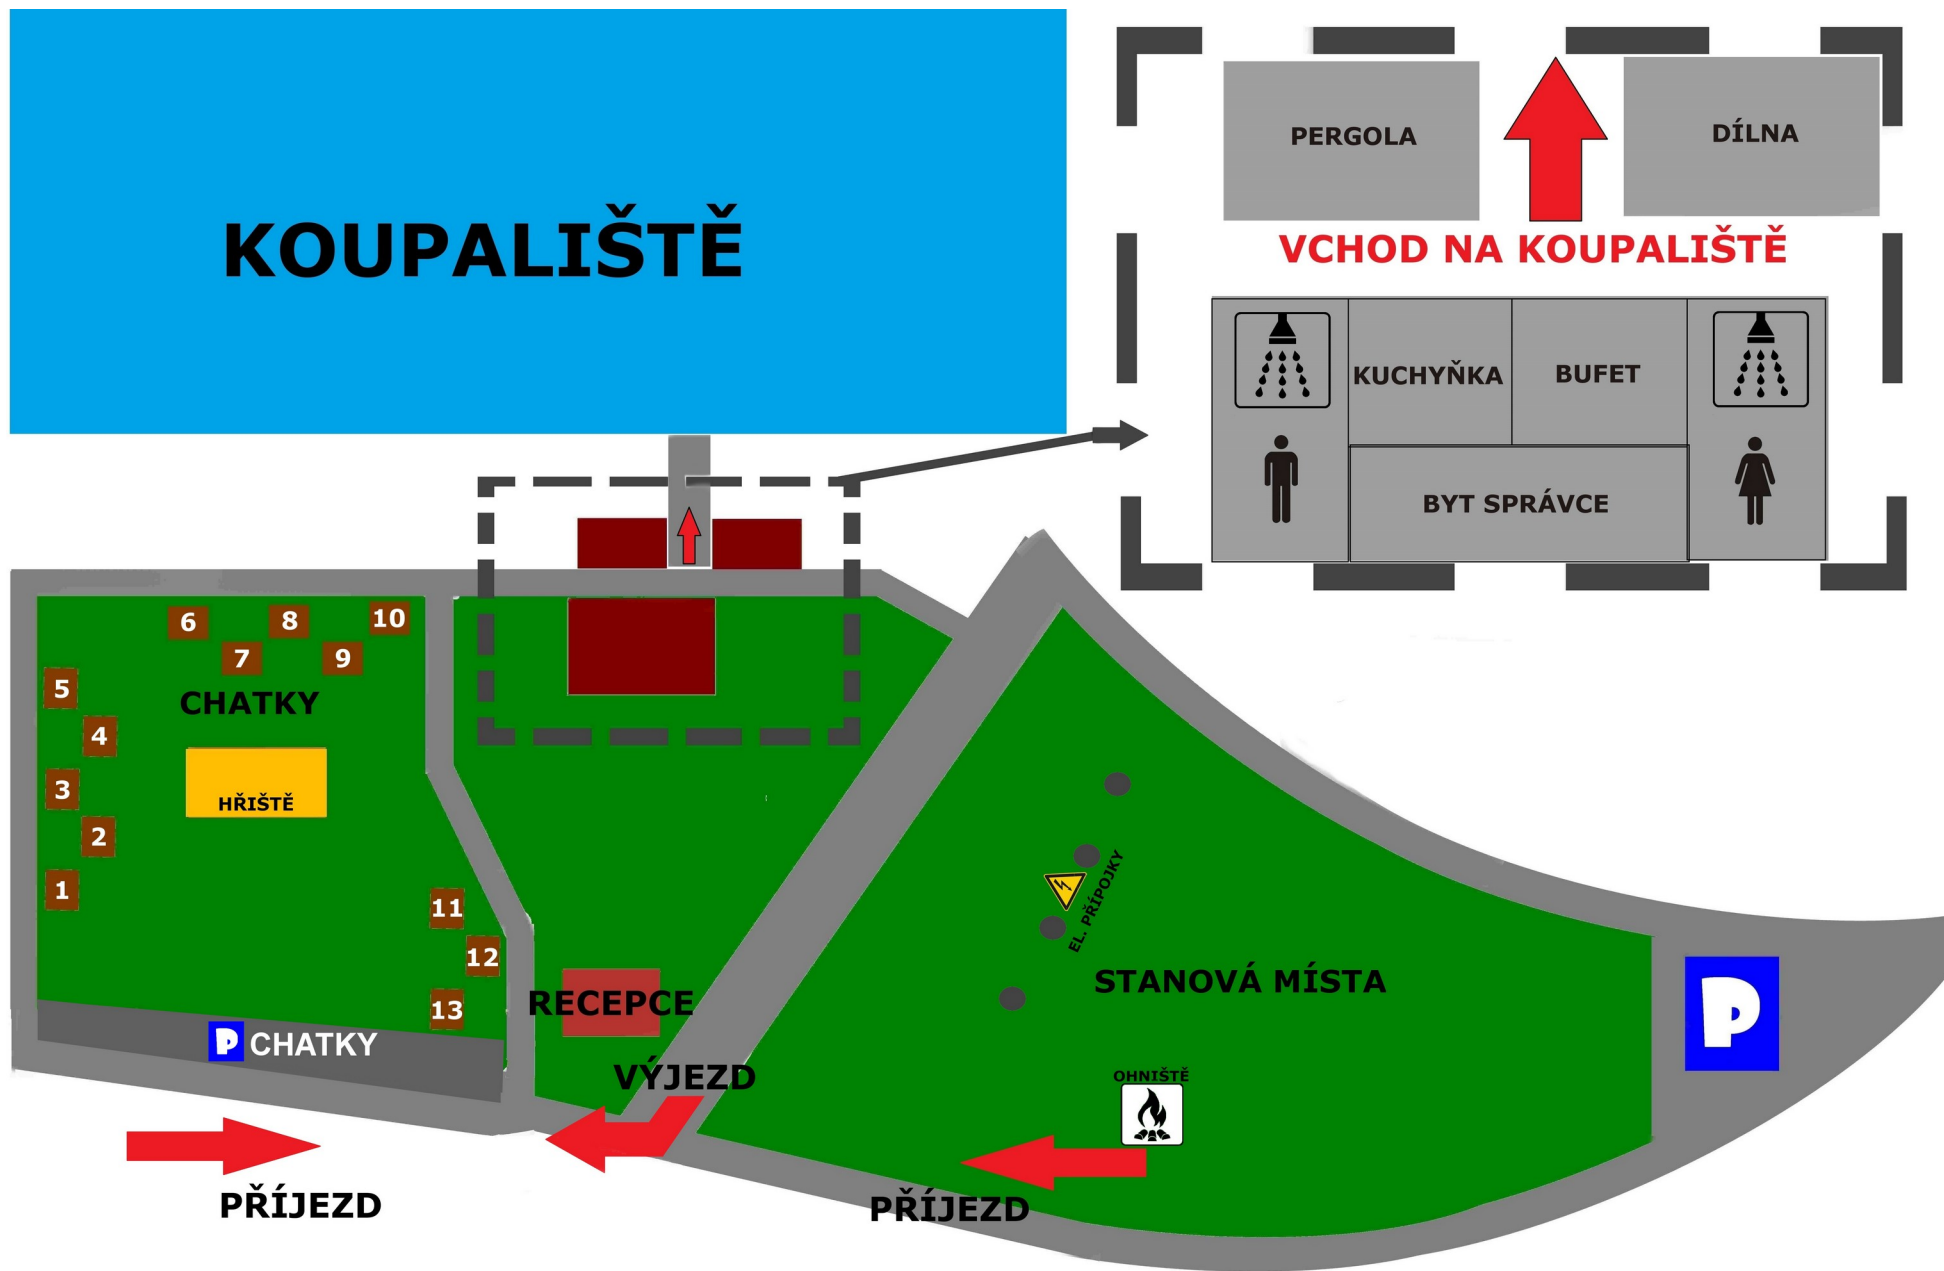 KOUPALIŠTĚ
PERGOLA
DÍLNA
VCHOD NA KOUPALIŠTĚ
KUCHYŇKA
BUFET
BYT SPRÁVCE
6
7
8
9
10
5
CHATKY
4
3
HŘIŠTĚ
2
1
11
12
13
RECEPCE
P CHATKY
VÝJEZD
PŘÍJEZD
EL. PŘÍPOJKY
STANOVÁ MÍSTA
P
OHNIŠTĚ
PŘÍJEZD